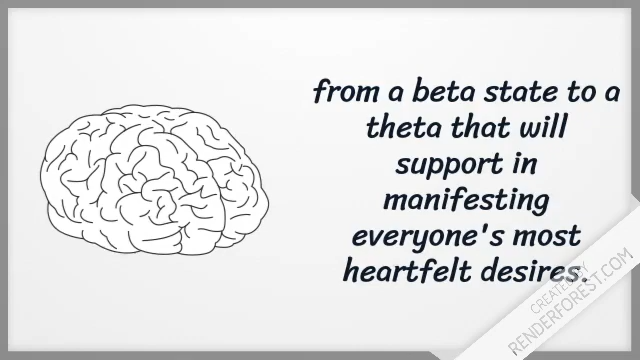 from a beta state to a
theta that will
support in
manifesting
everyone's most
heartfelt desires.
CREATED BY
RENDERFOREST.COM